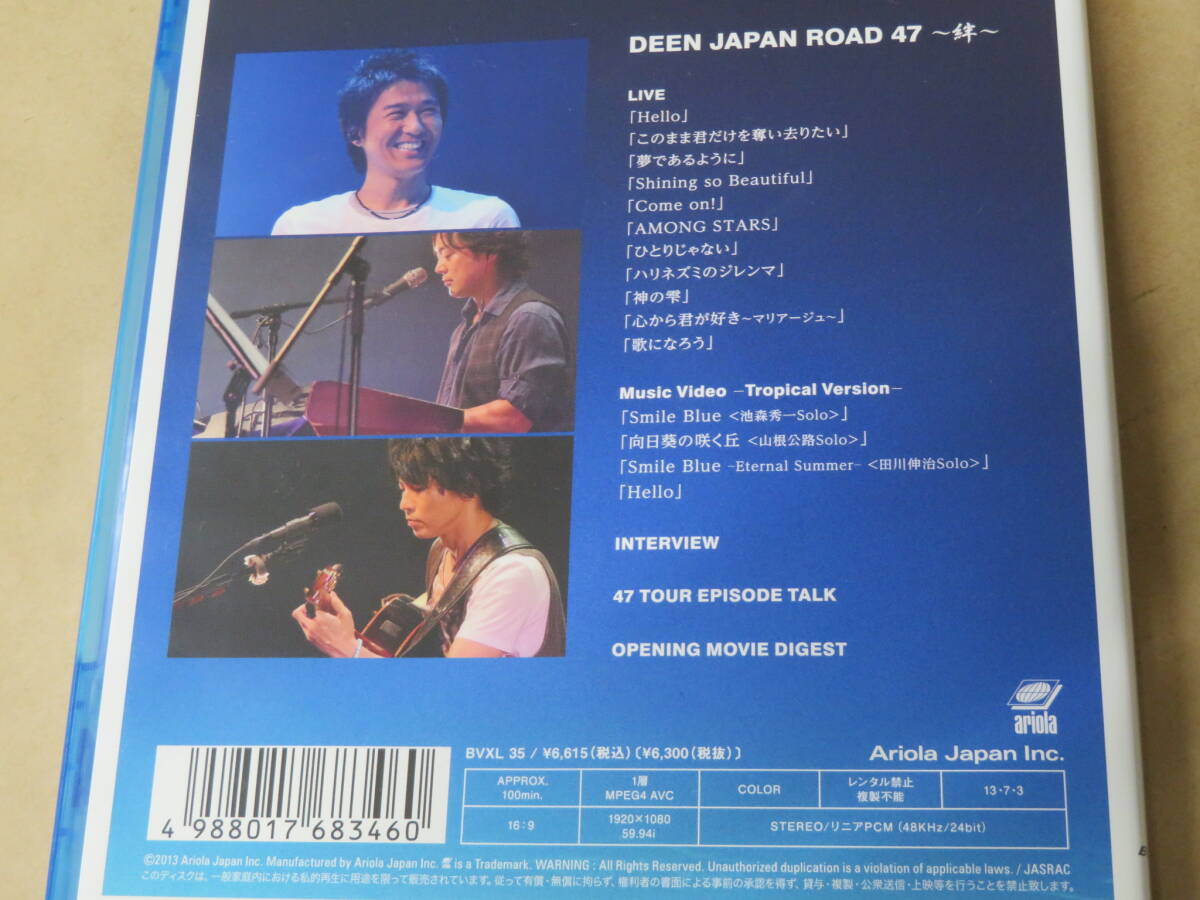 DEEN JAPAN ROAD 47 ～絆～
LIVE
「Hello」
「このまま君だけを奪い去りたい」
「夢であるように」
「Shining so Beautiful」
「Come on!」
「AMONG STARS」
「ひとりじゃない」
「ハリネズミのジレンマ」
「神の雫」
「心から君が好き～マリアージュ～」
「歌になろう」
Music Video –Tropical Version–
「Smile Blue <池森秀一Solo>」
「向日葵の咲く丘 <山根公路Solo>」
「Smile Blue –Eternal Summer– <田川伸治Solo>」
「Hello」
INTERVIEW
47 TOUR EPISODE TALK
OPENING MOVIE DIGEST
ariola
BVXL 35 / ¥6,615(税込)〔¥6,300(税抜)〕
Ariola Japan Inc.
APPROX. 100min.
1層 MPEG4 AVC
COLOR
レンタル禁止 複製不能
13・7・3
16:9
1920×1080 59.94i
STEREO/リニアPCM (48KHz/24bit)
4 988017 683460
©2013 Ariola Japan Inc. Manufactured by Ariola Japan Inc. is a Trademark. WARNING : All Rights Reserved. Unauthorized duplication is a violation of applicable laws. / JASRAC
このディスクは、一般家庭内における私的再生に用途を限って販売されています。従って有償・無償に拘らず、権利者の書面による事前の承認を得ず、貸与・複製・公衆送信・上映等を行うことを禁止致します。